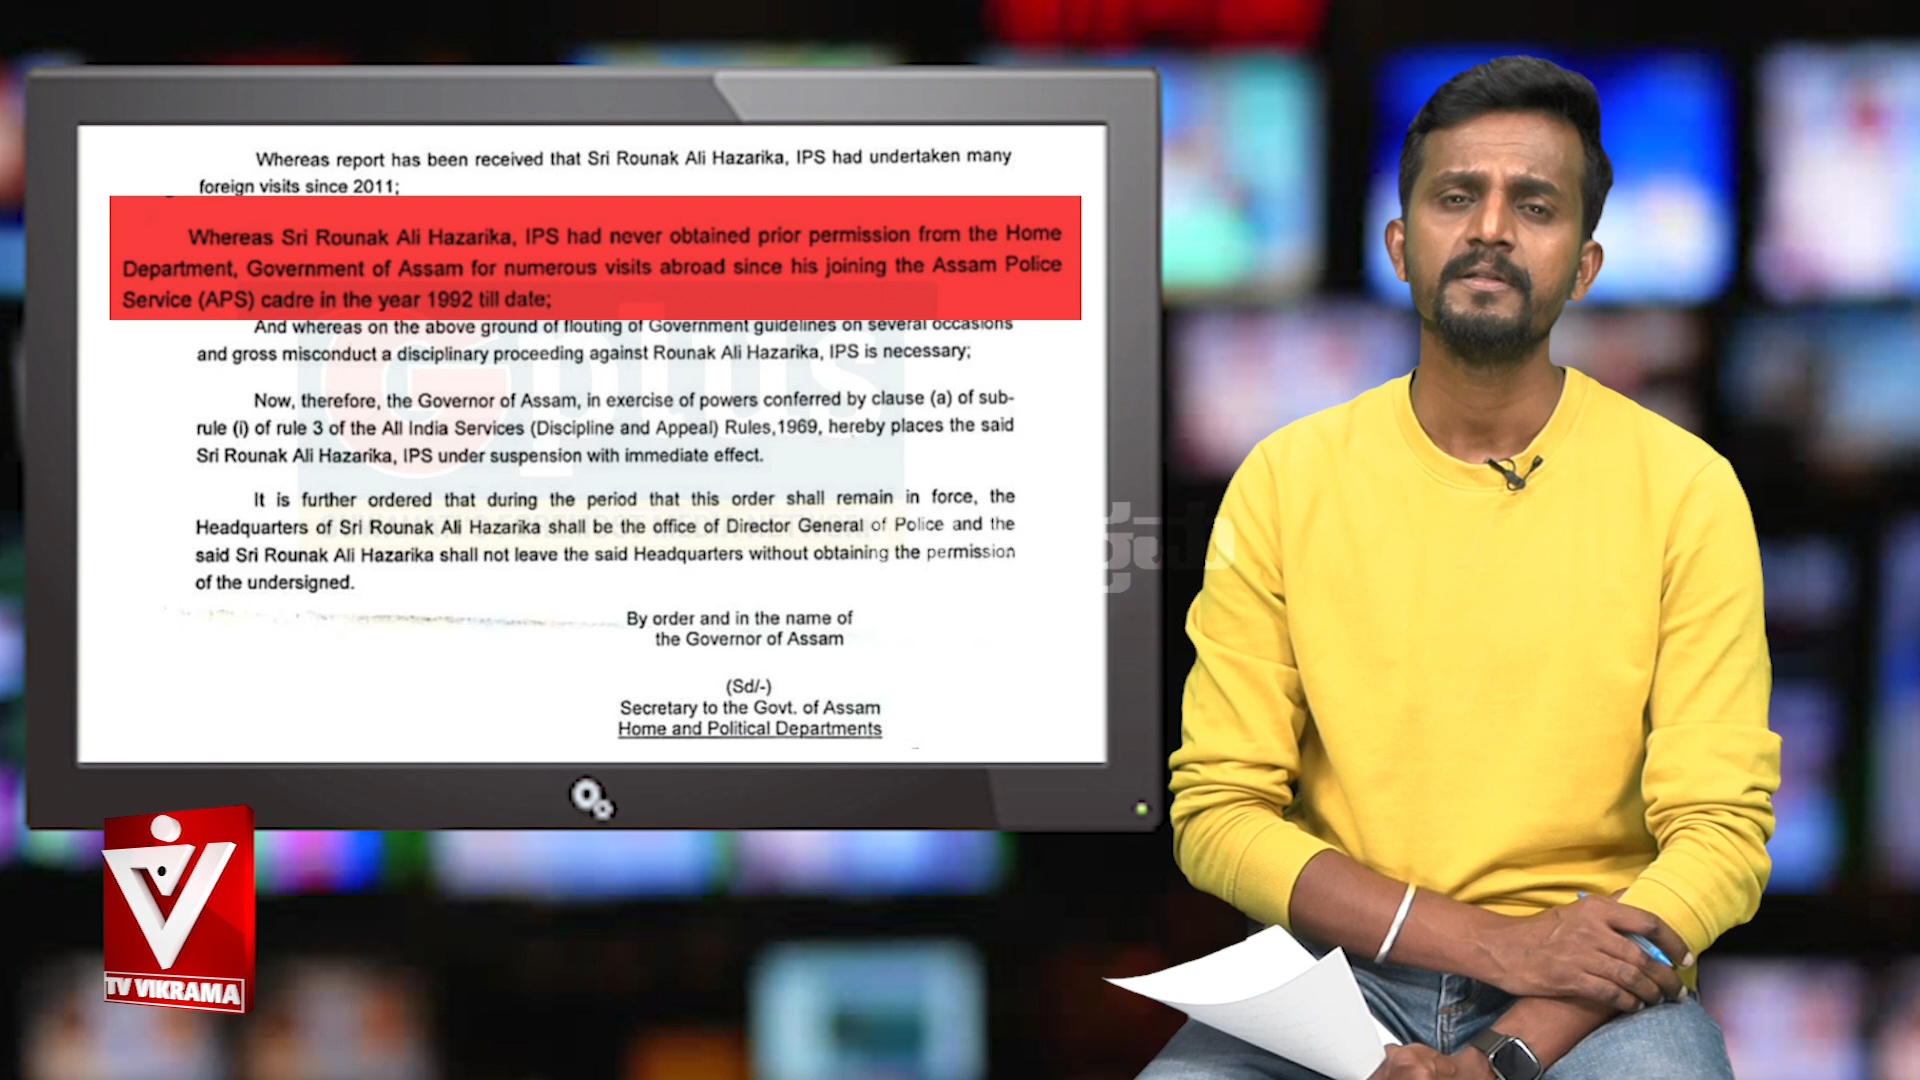 Whereas report has been received that Sri Rounak Ali Hazarika, IPS had undertaken many
foreign visits since 2011;
Whereas Sri Rounak Ali Hazarika, IPS had never obtained prior permission from the Home
Department, Government of Assam for numerous visits abroad since his joining the Assam Police
Service (APS) cadre in the year 1992 till date;
And whereas on the above ground of flouting of Government guidelines on several occasions
and gross misconduct a disciplinary proceeding against Rounak Ali Hazarika, IPS is necessary;
Now, therefore, the Governor of Assam, in exercise of powers conferred by clause (a) of sub-
rule (i) of rule 3 of the All India Services (Discipline and Appeal) Rules,1969, hereby places the said
Sri Rounak Ali Hazarika, IPS under suspension with immediate effect.
It is further ordered that during the period that this order shall remain in force, the
Headquarters of Sri Rounak Ali Hazarika shall be the office of Director General of Police and the
said Sri Rounak Ali Hazarika shall not leave the said Headquarters without obtaining the permission
of the undersigned.
By order and in the name of
the Governor of Assam
(Sd/-)
Secretary to the Govt. of Assam
Home and Political Departments
Gplus
TV VIKRAMA